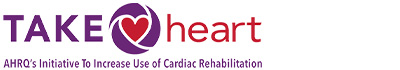 TAKE heart
AHRQ's Initiative To Increase Use of Cardiac Rehabilitation